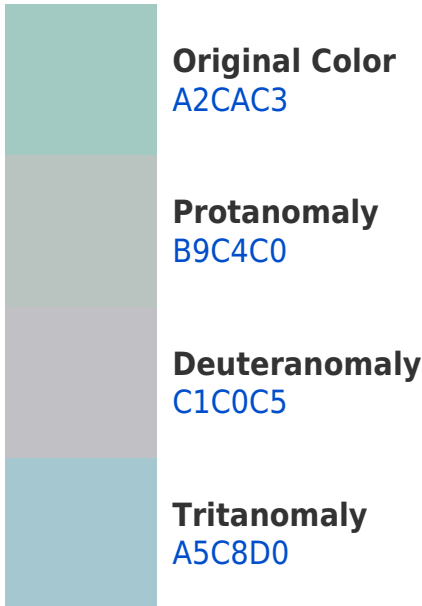 Original Color
A2CAC3
Protanomaly
B9C4C0
Deuteranomaly
C1C0C5
Tritanomaly
A5C8D0